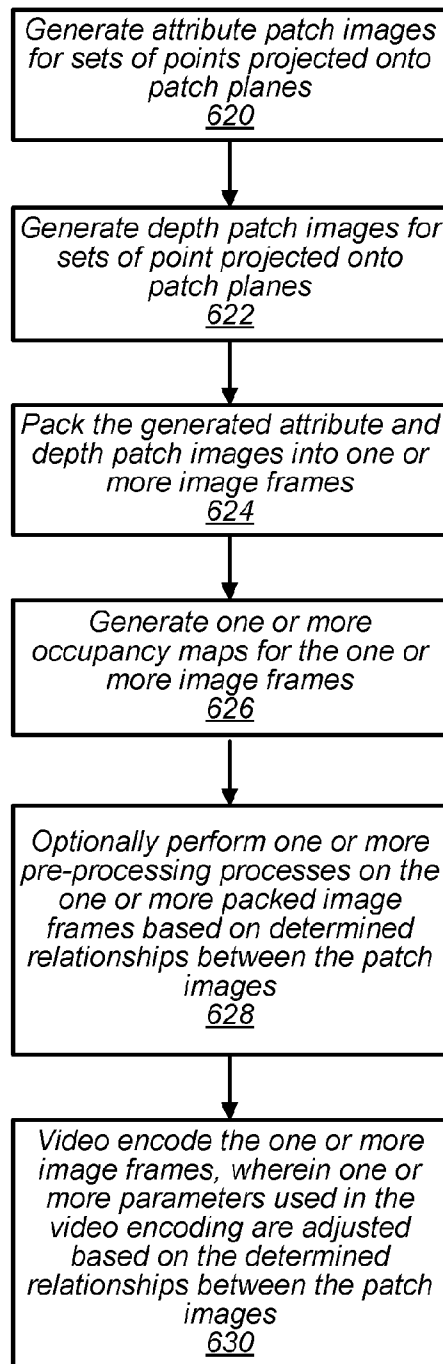 Generate attribute patch images
for sets of points projected onto
patch planes
620
Generate depth patch images for
sets of point projected onto
patch planes
622
Pack the generated attribute and
depth patch images into one or
more image frames
624
Generate one or more
occupancy maps for the one or
more image frames
626
Optionally perform one or more
pre-processing processes on the
one or more packed image
frames based on determined
relationships between the patch
images
628
Video encode the one or more
image frames, wherein one or
more parameters used in the
video encoding are adjusted
based on the determined
relationships between the patch
images
630